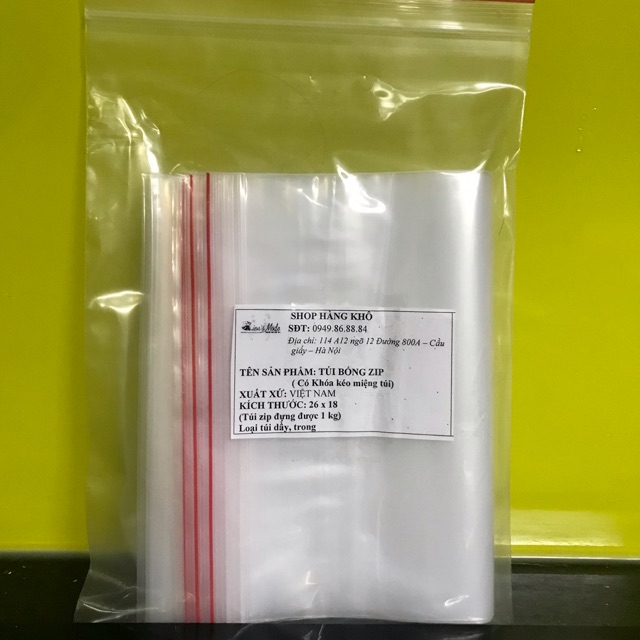 SHOP HÀNG KHÔ
SĐT: 0949.86.88.84
Địa chỉ: 114 A12 ngõ 12 Đường 800A – Cầu
giấy – Hà Nội
TÊN SẢN PHẨM: TÚI BÓNG ZIP
( Có Khóa kéo miệng túi)
XUẤT XỨ: VIỆT NAM
KÍCH THƯỚC: 26 x 18
(Túi zip đựng được 1 kg)
Loại túi dầy, trong